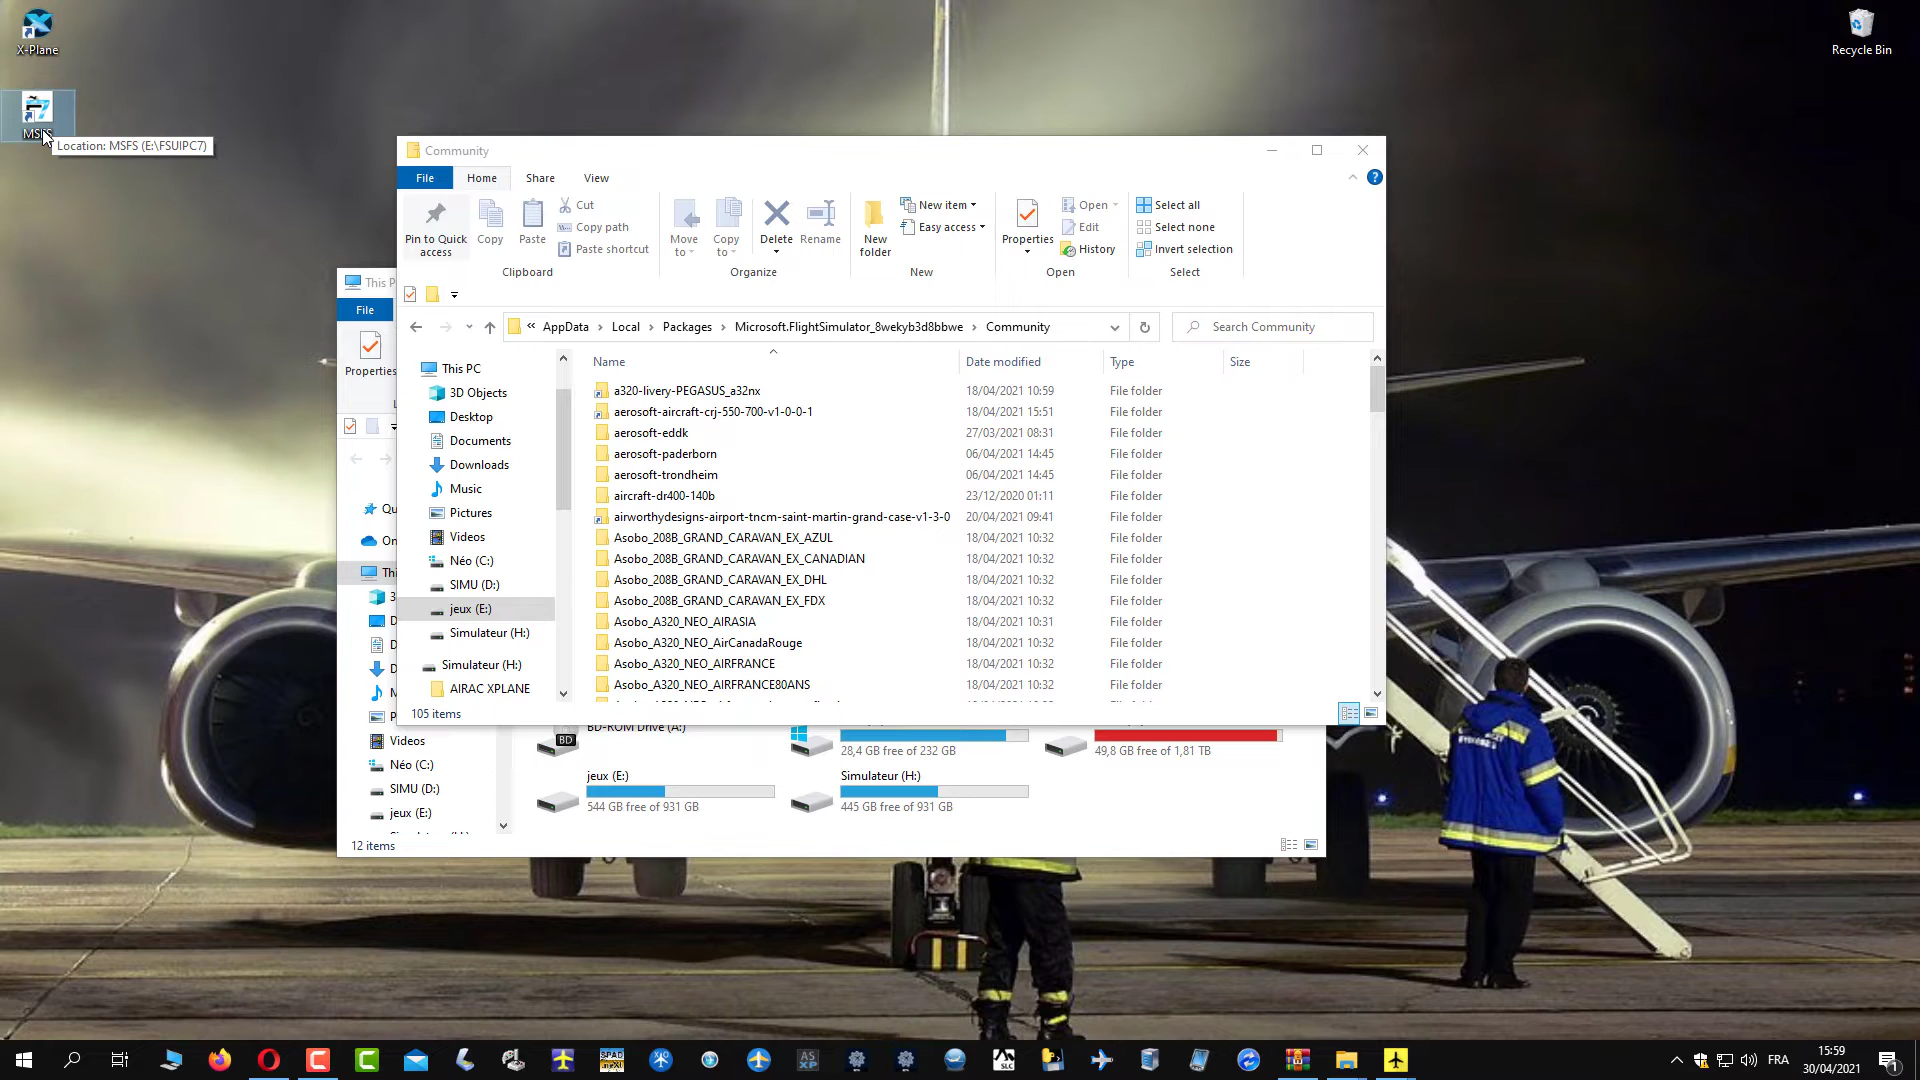 X-Plane
Recycle Bin
MSFS
Location: MSFS (E:\FSUIPC7)
Community
File
Home
Share
View
Pin to Quick access
Copy
Paste
Cut
Copy path
Paste shortcut
Clipboard
Move to
Copy to
Delete
Rename
Organize
New folder
New item
Easy access
New
Properties
Open
Edit
History
Open
Select all
Select none
Invert selection
Select
« AppData › Local › Packages › Microsoft.FlightSimulator_8wekyb3d8bbwe › Community
Search Community
Name Date modified Type Size
a320-livery-PEGASUS_a32nx 18/04/2021 10:59 File folder
aerosoft-aircraft-crj-550-700-v1-0-0-1 18/04/2021 15:51 File folder
aerosoft-eddk 27/03/2021 08:31 File folder
aerosoft-paderborn 06/04/2021 14:45 File folder
aerosoft-trondheim 06/04/2021 14:45 File folder
aircraft-dr400-140b 23/12/2020 01:11 File folder
airworthydesigns-airport-tncm-saint-martin-grand-case-v1-3-0 20/04/2021 09:41 File folder
Asobo_208B_GRAND_CARAVAN_EX_AZUL 18/04/2021 10:32 File folder
Asobo_208B_GRAND_CARAVAN_EX_CANADIAN 18/04/2021 10:32 File folder
Asobo_208B_GRAND_CARAVAN_EX_DHL 18/04/2021 10:32 File folder
Asobo_208B_GRAND_CARAVAN_EX_FDX 18/04/2021 10:32 File folder
Asobo_A320_NEO_AIRASIA 18/04/2021 10:31 File folder
Asobo_A320_NEO_AirCanadaRouge 18/04/2021 10:32 File folder
Asobo_A320_NEO_AIRFRANCE 18/04/2021 10:32 File folder
Asobo_A320_NEO_AIRFRANCE80ANS 18/04/2021 10:32 File folder
This PC
3D Objects
Desktop
Documents
Downloads
Music
Pictures
Videos
Néo (C:)
SIMU (D:)
jeux (E:)
Simulateur (H:)
Simulateur (H:)
AIRAC XPLANE
105 items
This P
File
Properties
Videos
Néo (C:)
SIMU (D:)
jeux (E:)
BD-ROM Drive (A:)
BD
28,4 GB free of 232 GB
49,8 GB free of 1,81 TB
jeux (E:)
544 GB free of 931 GB
Simulateur (H:)
445 GB free of 931 GB
12 items
FRA
15:59
30/04/2021